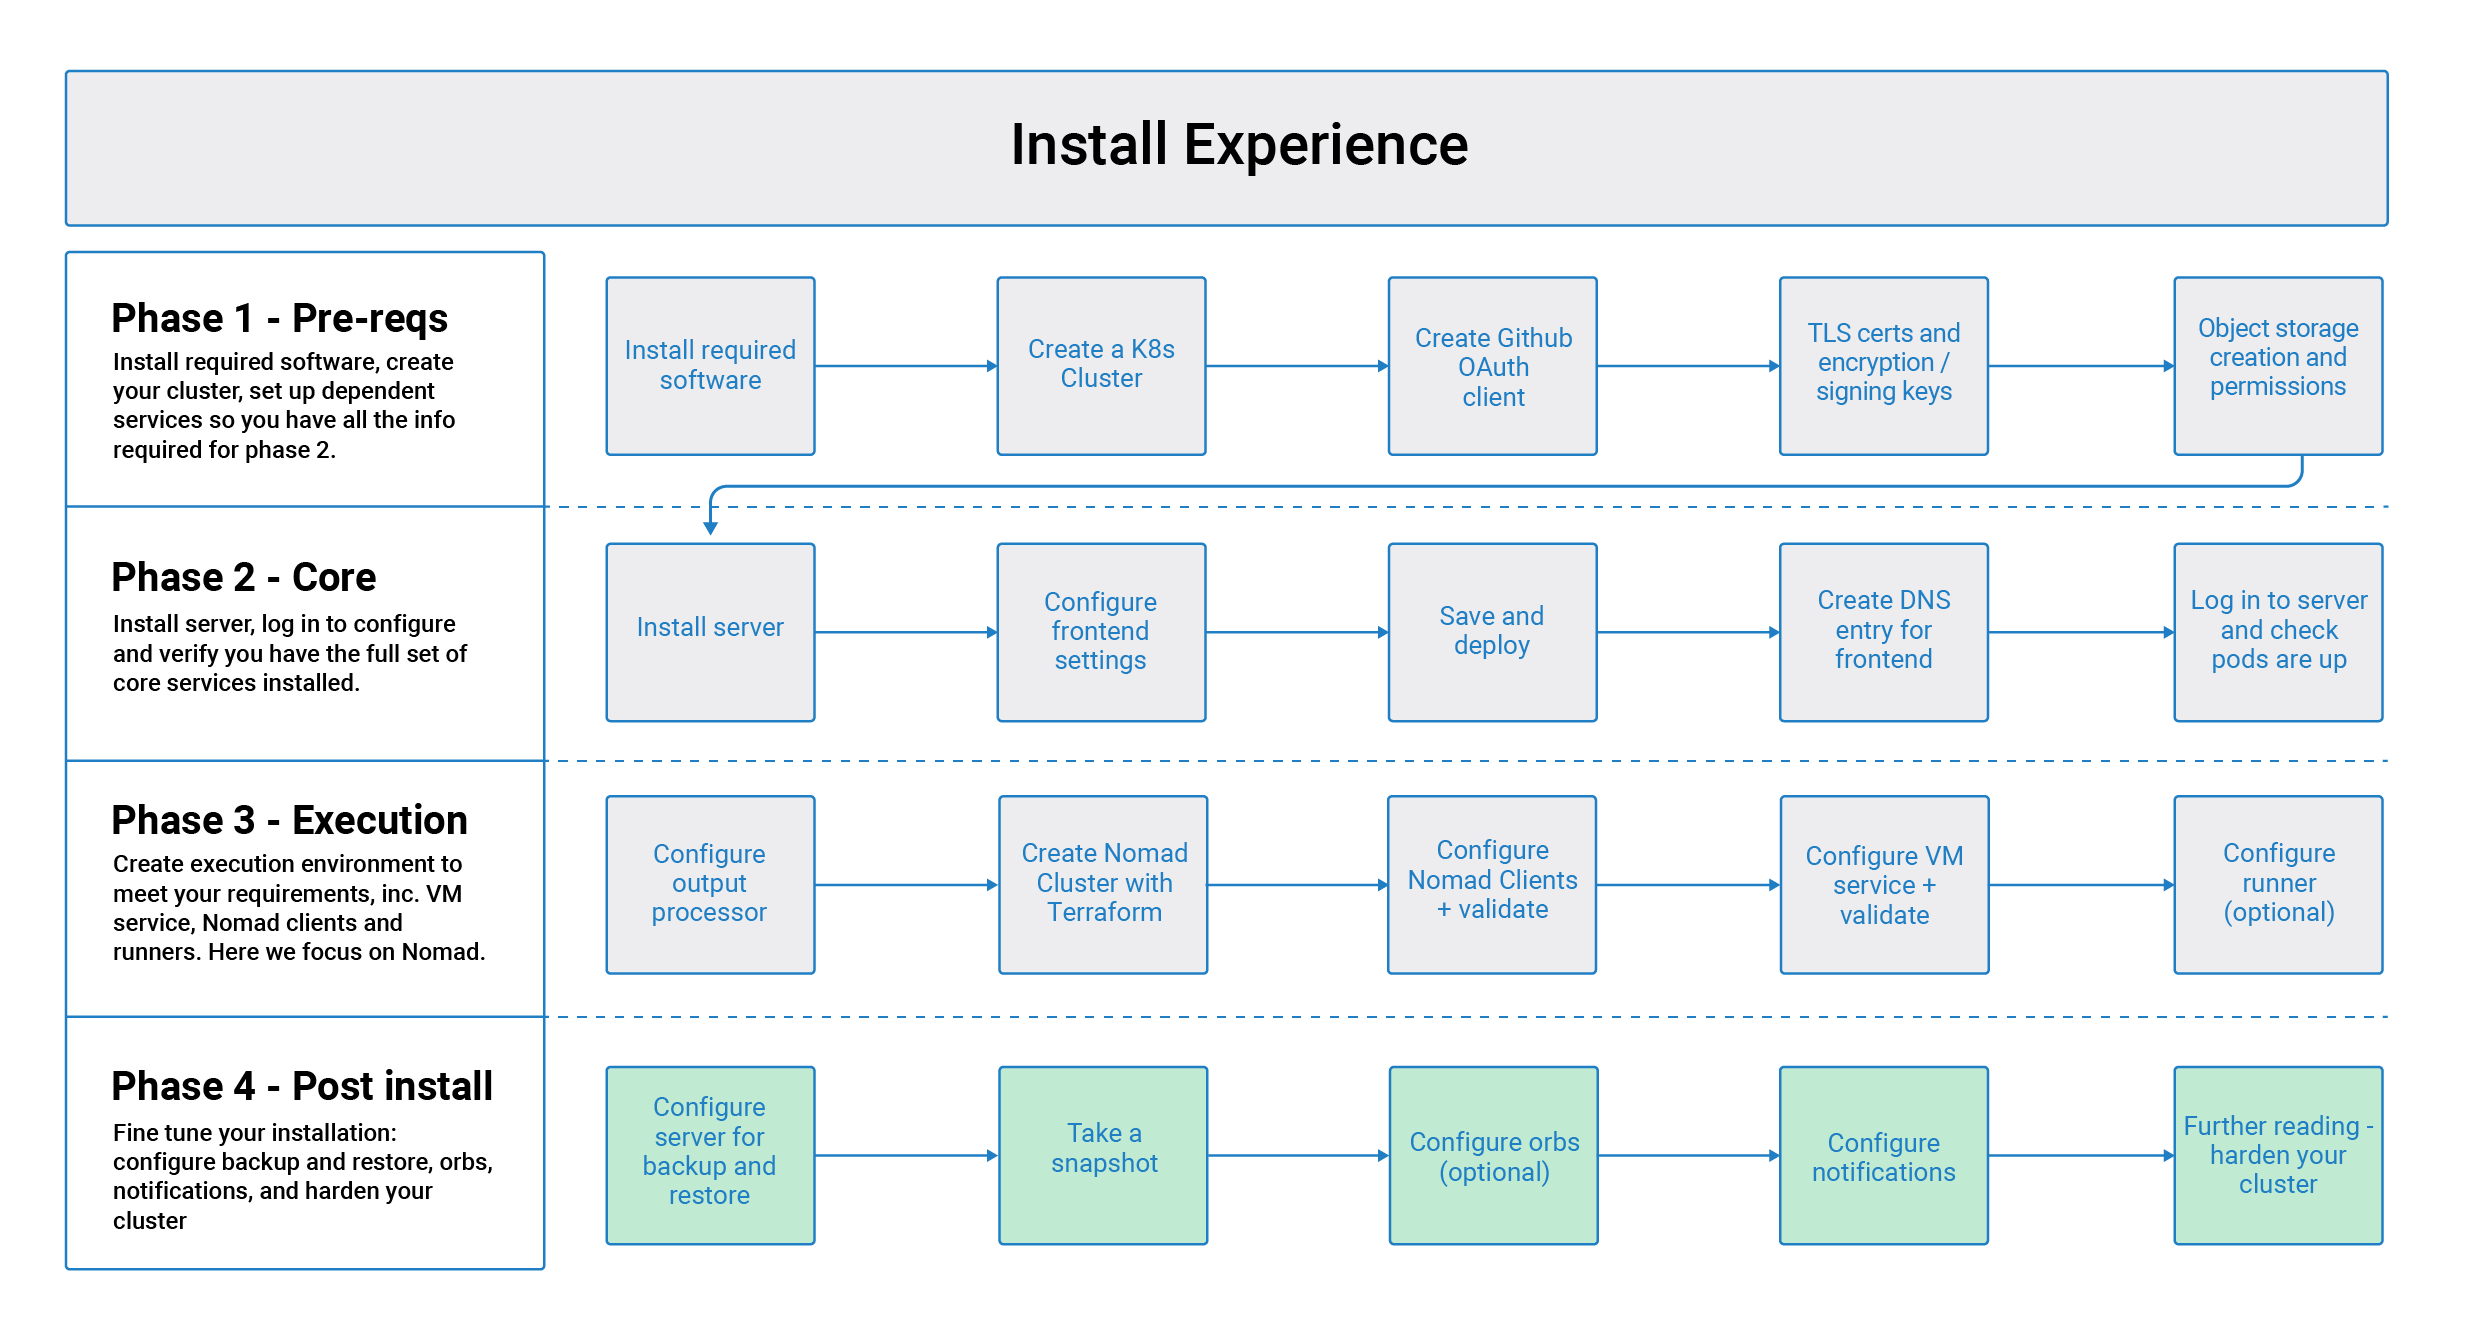 Install Experience
Phase 1 - Pre-reqs
Install required software, create
your cluster, set up dependent
services so you have all the info
required for phase 2.
Install required
software
Create a K8s
Cluster
Create Github
OAuth
client
TLS certs and
encryption /
signing keys
Object storage
creation and
permissions
Phase 2 - Core
Install server, log in to configure
and verify you have the full set of
core services installed.
Install server
Configure
frontend
settings
Save and
deploy
Create DNS
entry for
frontend
Log in to server
and check
pods are up
Phase 3 - Execution
Create execution environment to
meet your requirements, inc. VM
service, Nomad clients and
runners. Here we focus on Nomad.
Configure
output
processor
Create Nomad
Cluster with
Terraform
Configure
Nomad Clients
+ validate
Configure VM
service +
validate
Configure
runner
(optional)
Phase 4 - Post install
Fine tune your installation:
configure backup and restore, orbs,
notifications, and harden your
cluster
Configure
server for
backup and
restore
Take a
snapshot
Configure orbs
(optional)
Configure
notifications
Further reading -
harden your
cluster